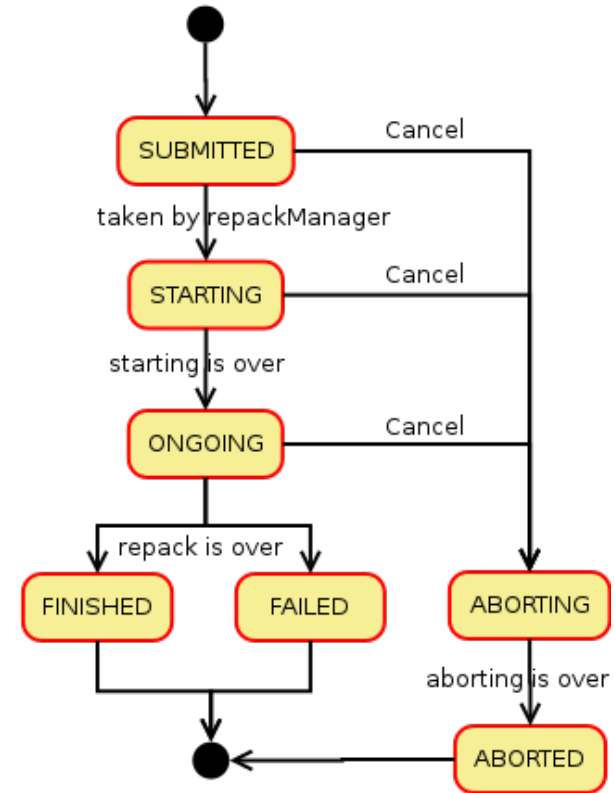 SUBMITTED
Cancel
taken by repackManager
STARTING
Cancel
starting is over
ONGOING
Cancel
repack is over
FINISHED
FAILED
ABORTING
aborting is over
ABORTED